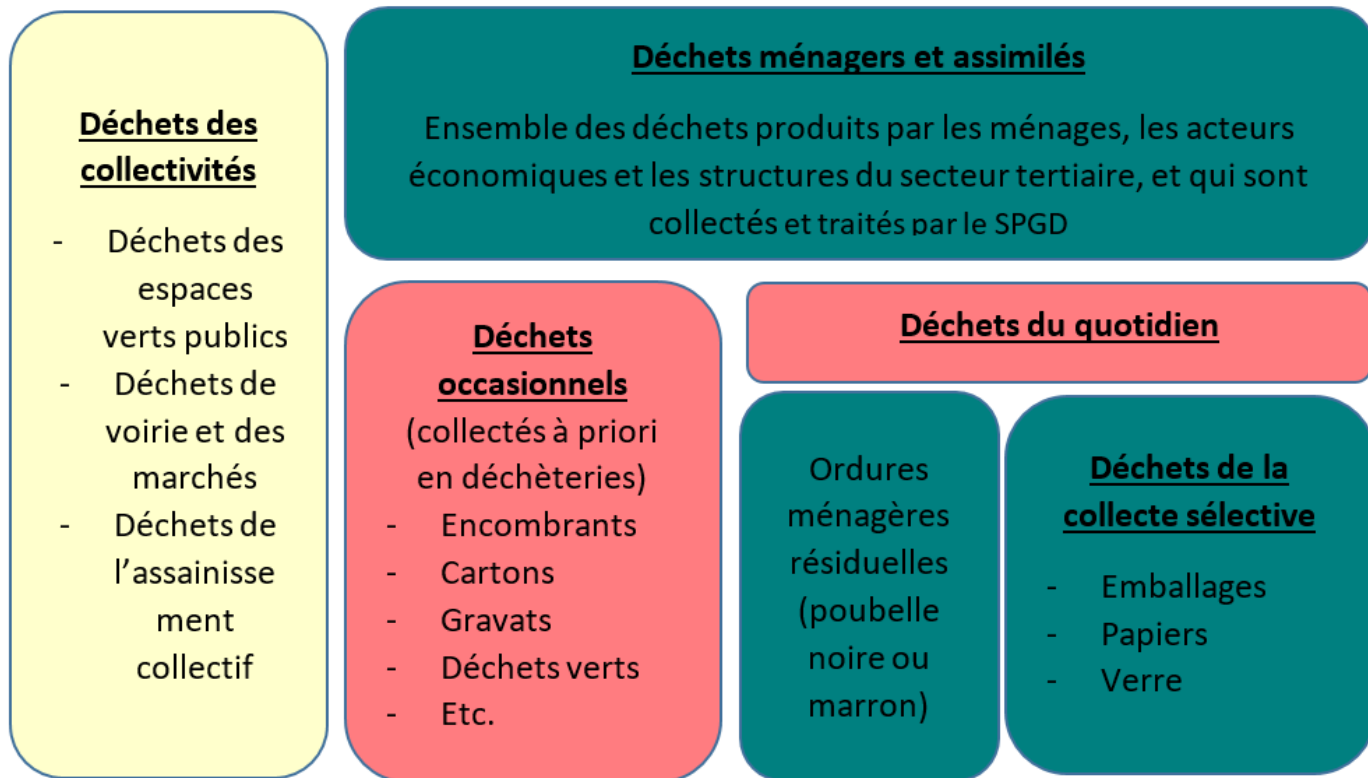 Déchets des
collectivités
- Déchets des
espaces
verts publics
- Déchets de
voirie et des
marchés
- Déchets de
l'assainisse
ment
collectif
Déchets ménagers et assimilés
Ensemble des déchets produits par les ménages, les acteurs
économiques et les structures du secteur tertiaire, et qui sont
collectés et traités par le SPGD
Déchets
occasionnels
(collectés à priori
en déchèteries)
- Encombrants
- Cartons
- Gravats
- Déchets verts
- Etc.
Déchets du quotidien
Ordures
ménagères
résiduelles
(poubelle
noire ou
marron)
Déchets de la
collecte sélective
- Emballages
- Papiers
- Verre